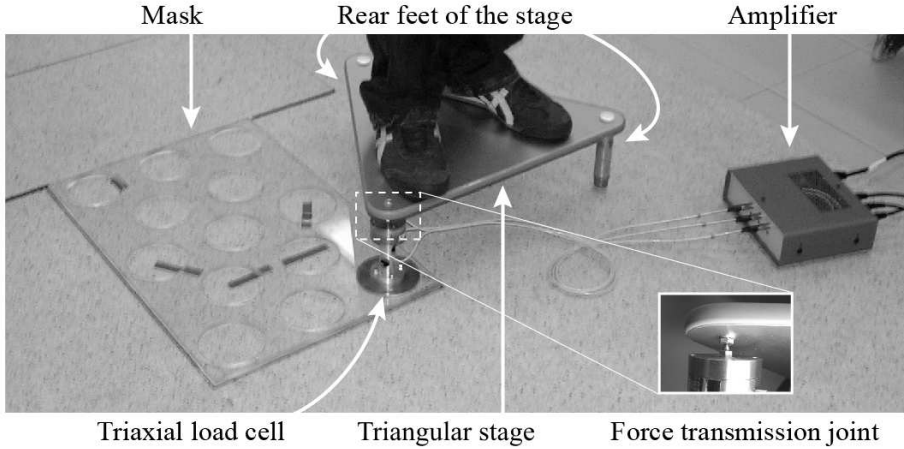 Mask
Rear feet of the stage
Amplifier
Triaxial load cell
Triangular stage
Force transmission joint